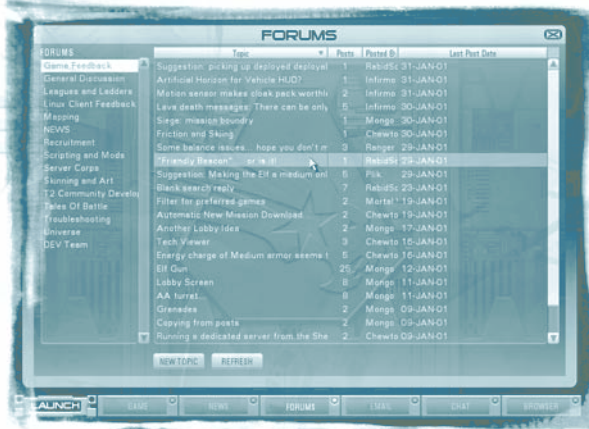 FORUMS
FORUMS
Topic Posts Posted B Last Post Date
Game Feedback
General Discussion
Leagues and Ladders
Linux Client Feedback
Mapping
NEWS
Recruitment
Scripting and Mods
Server Corps
Skinning and Art
T2 Community Develop
Tales Of Battle
Troubleshooting
Universe
DEV Team
Suggestion: picking up deployed deployal 1 RabidSc 31-JAN-01
Artificial Horizon for Vehicle HUD? 1 Infirmo 31-JAN-01
Motion sensor makes cloak pack worthle 2 Infirmo 31-JAN-01
Lava death messages: There can be only 5 Infirmo 30-JAN-01
Siege: mission boundry 1 Mongo 30-JAN-01
Friction and Skiing 1 Chewto 30-JAN-01
Some balance issues... hope you don't m 3 Ranger 29-JAN-01
"Friendly Beacon" ... or is it! 1 RabidSc 29-JAN-01
Suggestion: Making the Elf a medium onl 5 Plik 29-JAN-01
Blank search reply 7 RabidSc 23-JAN-01
Filter for preferred games 2 Mortal 19-JAN-01
Automatic New Mission Download 2 Chewto 19-JAN-01
Another Lobby Idea 2 Mongo 17-JAN-01
Tech Viewer 3 Chewto 16-JAN-01
Energy charge of Medium armor seems t 5 Chewto 16-JAN-01
Elf Gun 25 Mongo 12-JAN-01
Lobby Screen 8 Mongo 11-JAN-01
AA turret... 8 Mongo 11-JAN-01
Grenades 2 Mongo 09-JAN-01
Copying from posts 2 Mongo 09-JAN-01
Running a dedicated server from the She 2 Chewto 09-JAN-01
NEW TOPIC REFRESH
LAUNCH GAME NEWS FORUMS EMAIL CHAT BROWSER